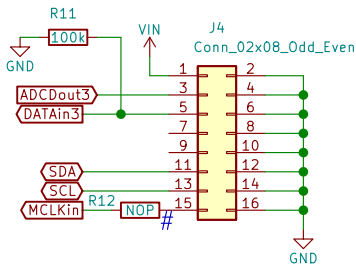 R11
100k
VIN
J4
Conn_02x08_Odd_Even
GND
1 2
ADCDout3 3 4
DATAin3 5 6
7 8
9 10
SDA 11 12
SCL 13 14
MCLKin R12 NOP 15 16
#
GND